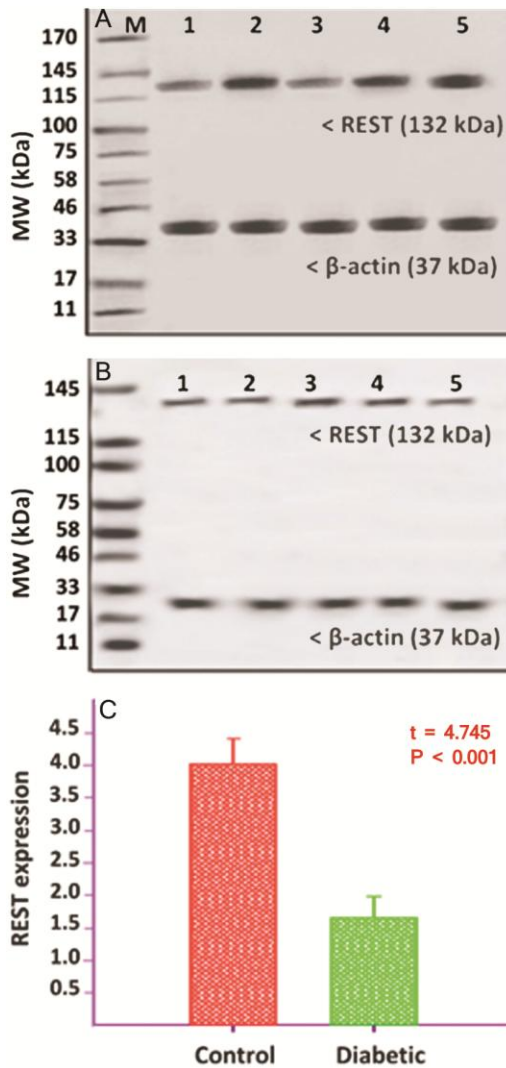 A M 1 2 3 4 5
170
145
115
100
75
58
46
33
17
11
MW (kDa)
< REST (132 kDa)
< β-actin (37 kDa)
B 1 2 3 4 5
145
115
100
75
58
46
33
17
11
MW (kDa)
< REST (132 kDa)
< β-actin (37 kDa)
C
t = 4.745
P < 0.001
4.5
4.0
3.5
3.0
2.5
2.0
1.5
0.5
REST expression
Control Diabetic